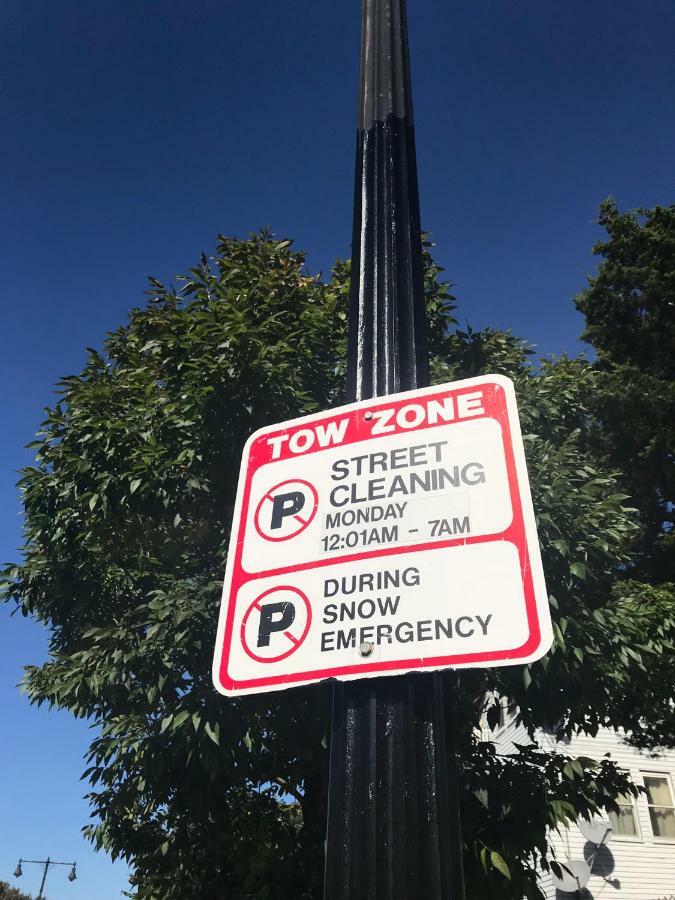 TOW ZONE
P
STREET
CLEANING
MONDAY
12:01AM - 7AM
P
DURING
SNOW
EMERGENCY